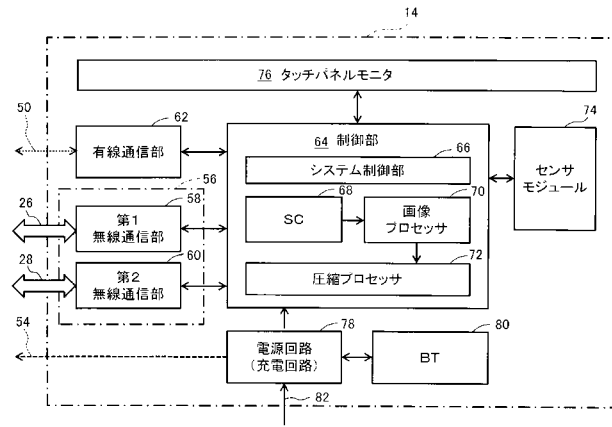 14
76 タッチパネルモニタ
50
62
有線通信部
64 制御部
66
システム制御部
74
センサ
モジュール
56
26
58
第1
無線通信部
68
SC
70
画像
プロセッサ
28
60
第2
無線通信部
72
圧縮プロセッサ
54
78
電源回路
(充電回路)
80
BT
82